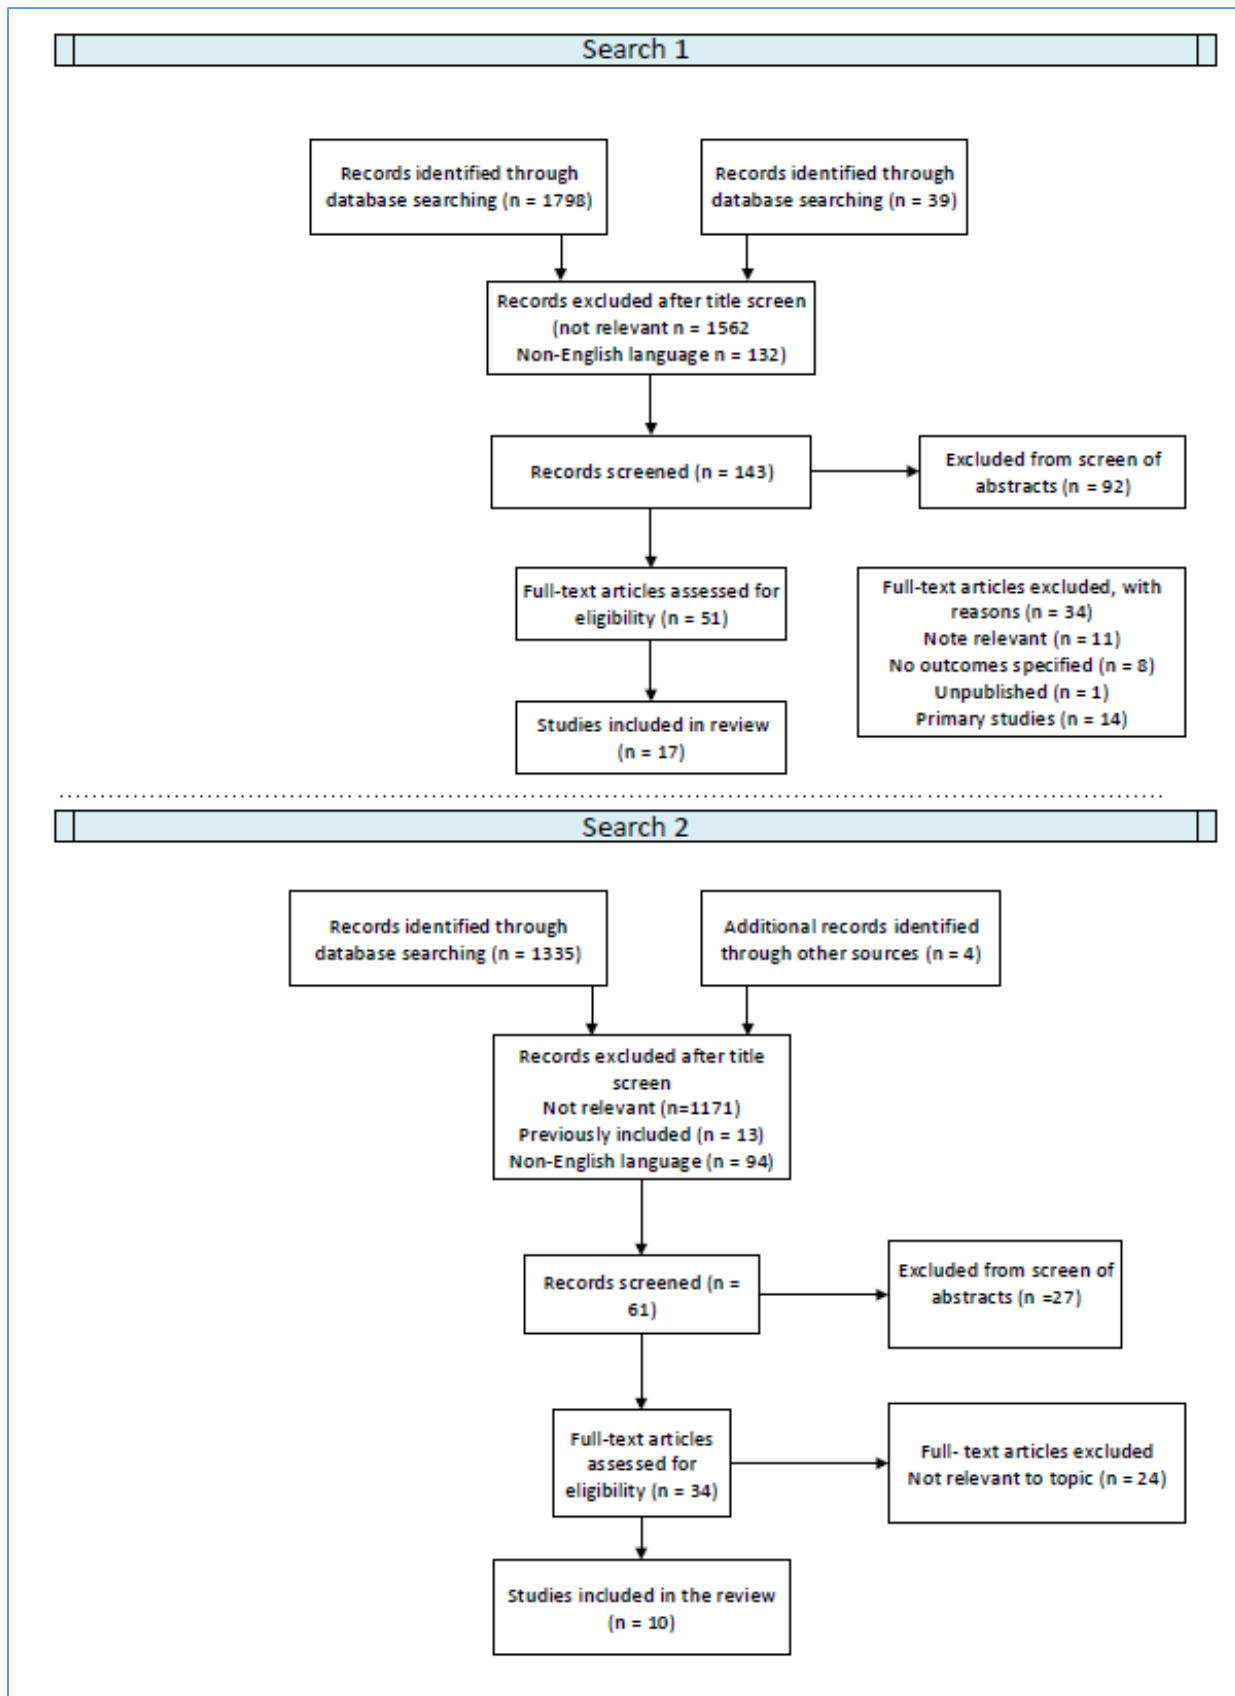 Search 1
Records identified through
database searching (n = 1798)
Records identified through
database searching (n = 39)
Records excluded after title screen
(not relevant n = 1562
Non-English language n = 132)
Records screened (n = 143)
Excluded from screen of
abstracts (n = 92)
Full-text articles assessed for
eligibility (n = 51)
Full-text articles excluded, with
reasons (n = 34)
Note relevant (n = 11)
No outcomes specified (n = 8)
Unpublished (n = 1)
Primary studies (n = 14)
Studies included in review
(n = 17)
Search 2
Records identified through
database searching (n = 1335)
Additional records identified
through other sources (n = 4)
Records excluded after title
screen
Not relevant (n=1171)
Previously included (n = 13)
Non-English language (n = 94)
Records screened (n =
61)
Excluded from screen of
abstracts (n =27)
Full-text articles
assessed for
eligibility (n = 34)
Full- text articles excluded
Not relevant to topic (n = 24)
Studies included in the review
(n = 10)